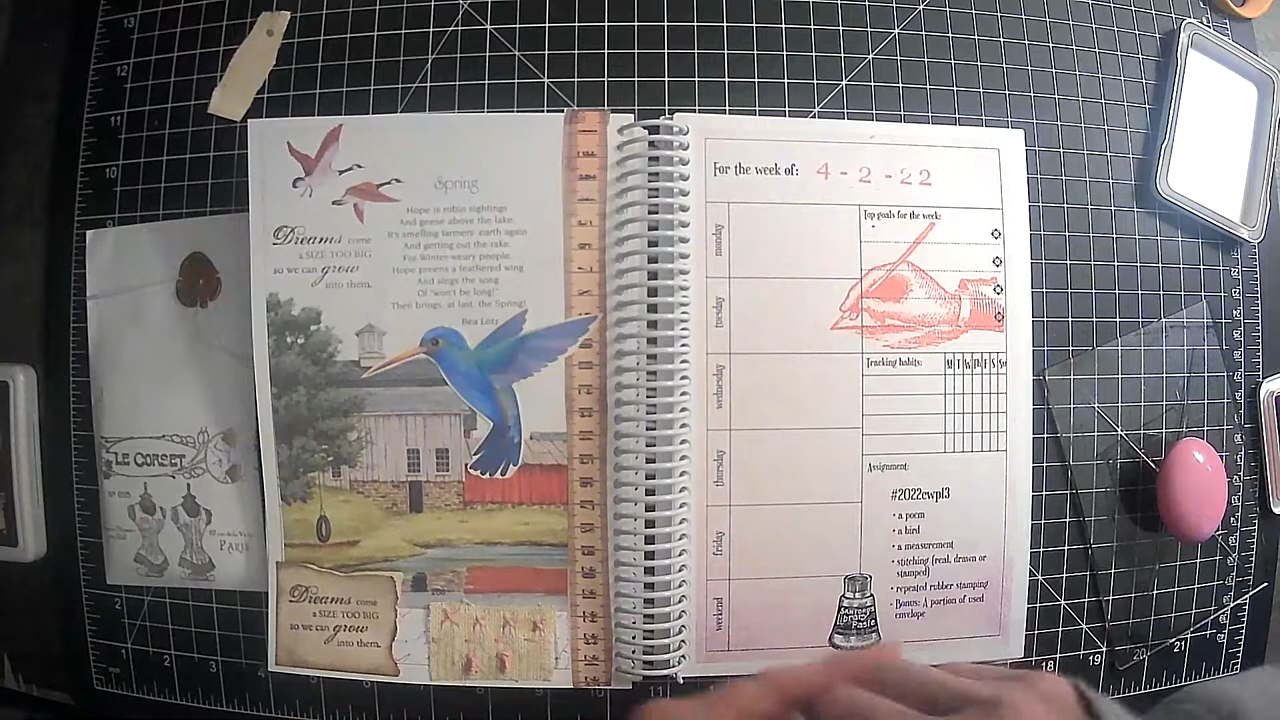 Spring
Hope is robin sightings
And geese above the lake,
It's smelling farmers' earth again
And getting out the rake.
For Winter-weary people,
Hope preens a feathered wing
And sings the song
Of "won't be long!"
Then brings, at last, the Spring!
Dreams come
a SIZE TOO BIG
so we can grow
into them.
LE CORSET
PARIS
Dreams come
a SIZE TOO BIG
so we can grow
into them.
For the week of: 4-2-22
monday
tuesday
wednesday
thursday
friday
weekend
Top goals for the week:
Tracking habits: M T W Th F S Su
Assignment:
#2022cwpf3
• a poem
• a bird
• a measurement
• stitching (real, drawn or
stamped)
• repeated rubber stamping
• Bonus: A portion of used
envelope
Library
Paste